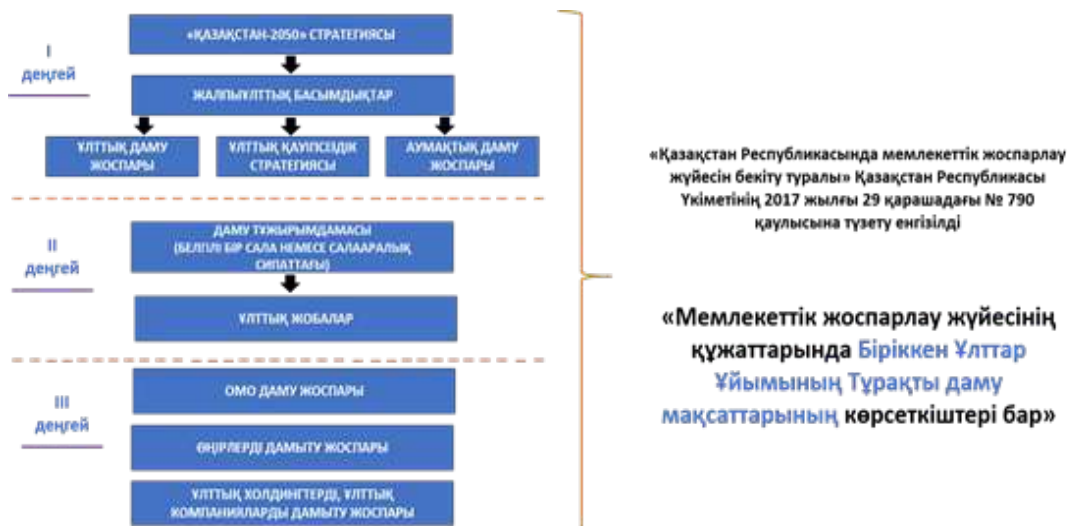 I
деңгей
«ҚАЗАҚСТАН-2050» СТРАТЕГИЯСЫ
ЖАЛПЫҰЛТТЫҚ БАСЫМДЫҚТАР
ҰЛТТЫҚ ДАМУ
ЖОСПАРЫ
ҰЛТТЫҚ ҚАУІПСІЗДІК
СТРАТЕГИЯСЫ
АУМАҚТЫҚ ДАМУ
ЖОСПАРЫ
II
деңгей
ДАМУ ТҰЖЫРЫМДАМАСЫ
(БЕЛГІЛІ БІР САЛА НЕМЕСЕ САЛААРАЛЫҚ
СИПАТТАҒЫ)
ҰЛТТЫҚ ЖОБАЛАР
III
деңгей
ОМО ДАМУ ЖОСПАРЫ
ӨҢІРЛЕРДІ ДАМЫТУ ЖОСПАРЫ
ҰЛТТЫҚ ХОЛДИНГТЕРДІ, ҰЛТТЫҚ
КОМПАНИЯЛАРДЫ ДАМЫТУ ЖОСПАРЫ
«Қазақстан Республикасында мемлекеттік жоспарлау
жүйесін бекіту туралы» Қазақстан Республикасы
Үкіметінің 2017 жылғы 29 қарашадағы № 790
қаулысына түзету енгізілді
«Мемлекеттік жоспарлау жүйесінің
құжаттарында Біріккен Ұлттар
Ұйымының Тұрақты даму
мақсаттарының көрсеткіштері бар»